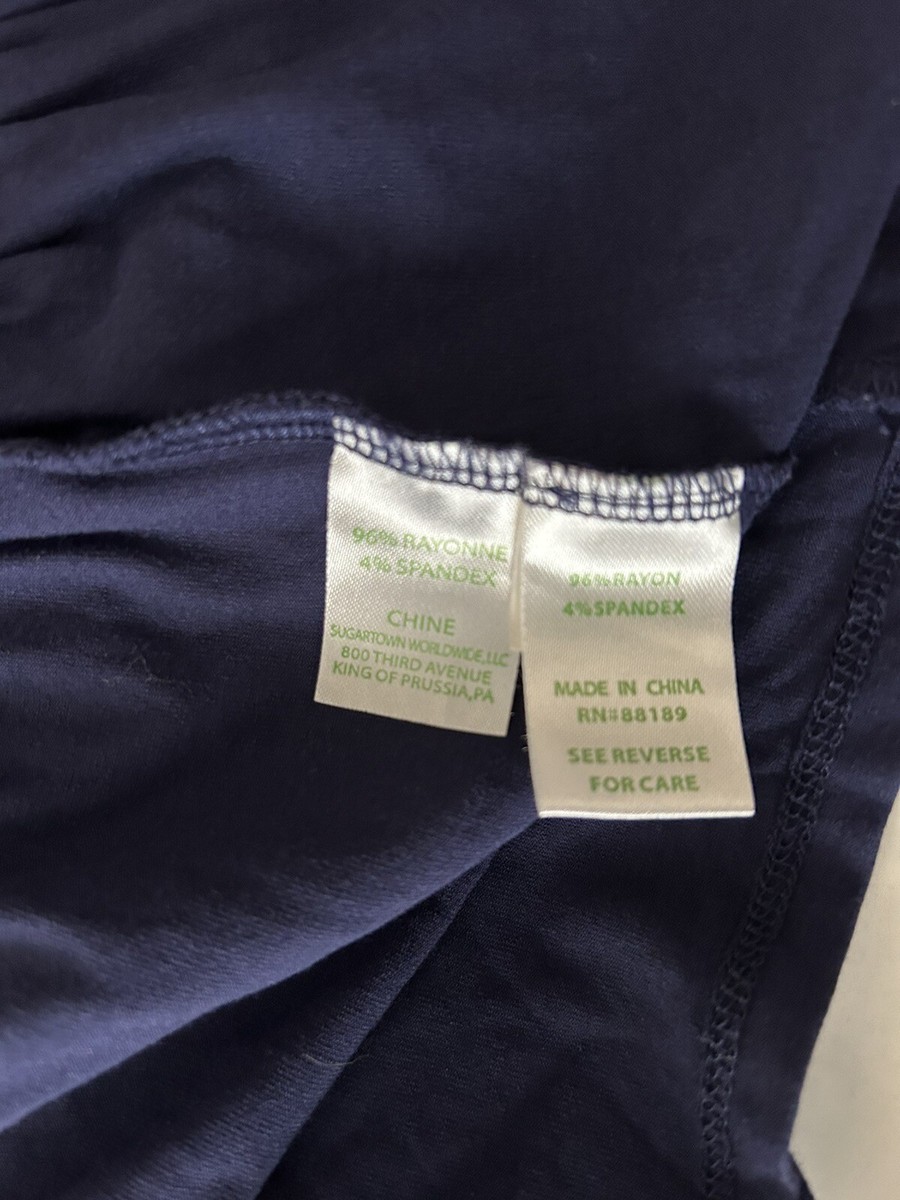 96% RAYONNE
4% SPANDEX
CHINE
SUGARTOWN WORLDWIDE, LLC
800 THIRD AVENUE
KING OF PRUSSIA, PA
96% RAYON
4% SPANDEX
MADE IN CHINA
RN#88189
SEE REVERSE
FOR CARE